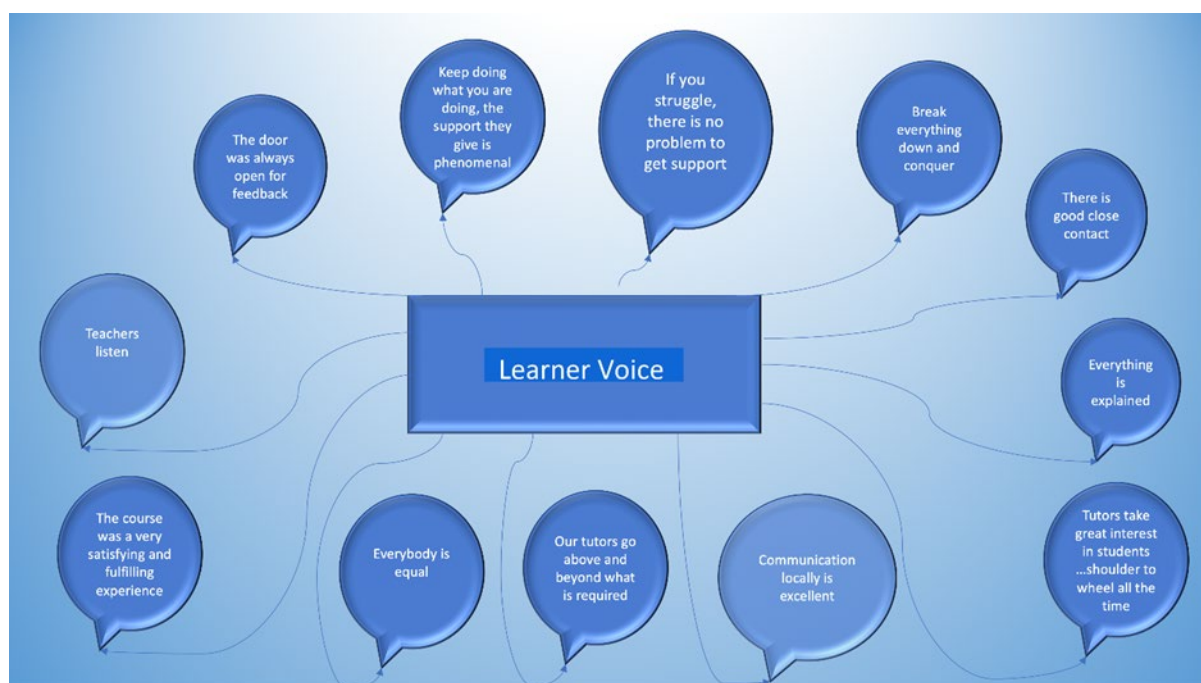 The door
was always
open for
feedback
Keep doing
what you are
doing, the
support they
give is
phenomenal
If you
struggle,
there is no
problem to
get support
Break
everything
down and
conquer
There is
good close
contact
Teachers
listen
Learner Voice
Everything
is
explained
The course
was a very
satisfying and
fulfilling
experience
Everybody is
equal
Our tutors go
above and
beyond what
is required
Communication
locally is
excellent
Tutors take
great interest
in students
...shoulder to
wheel all the
time